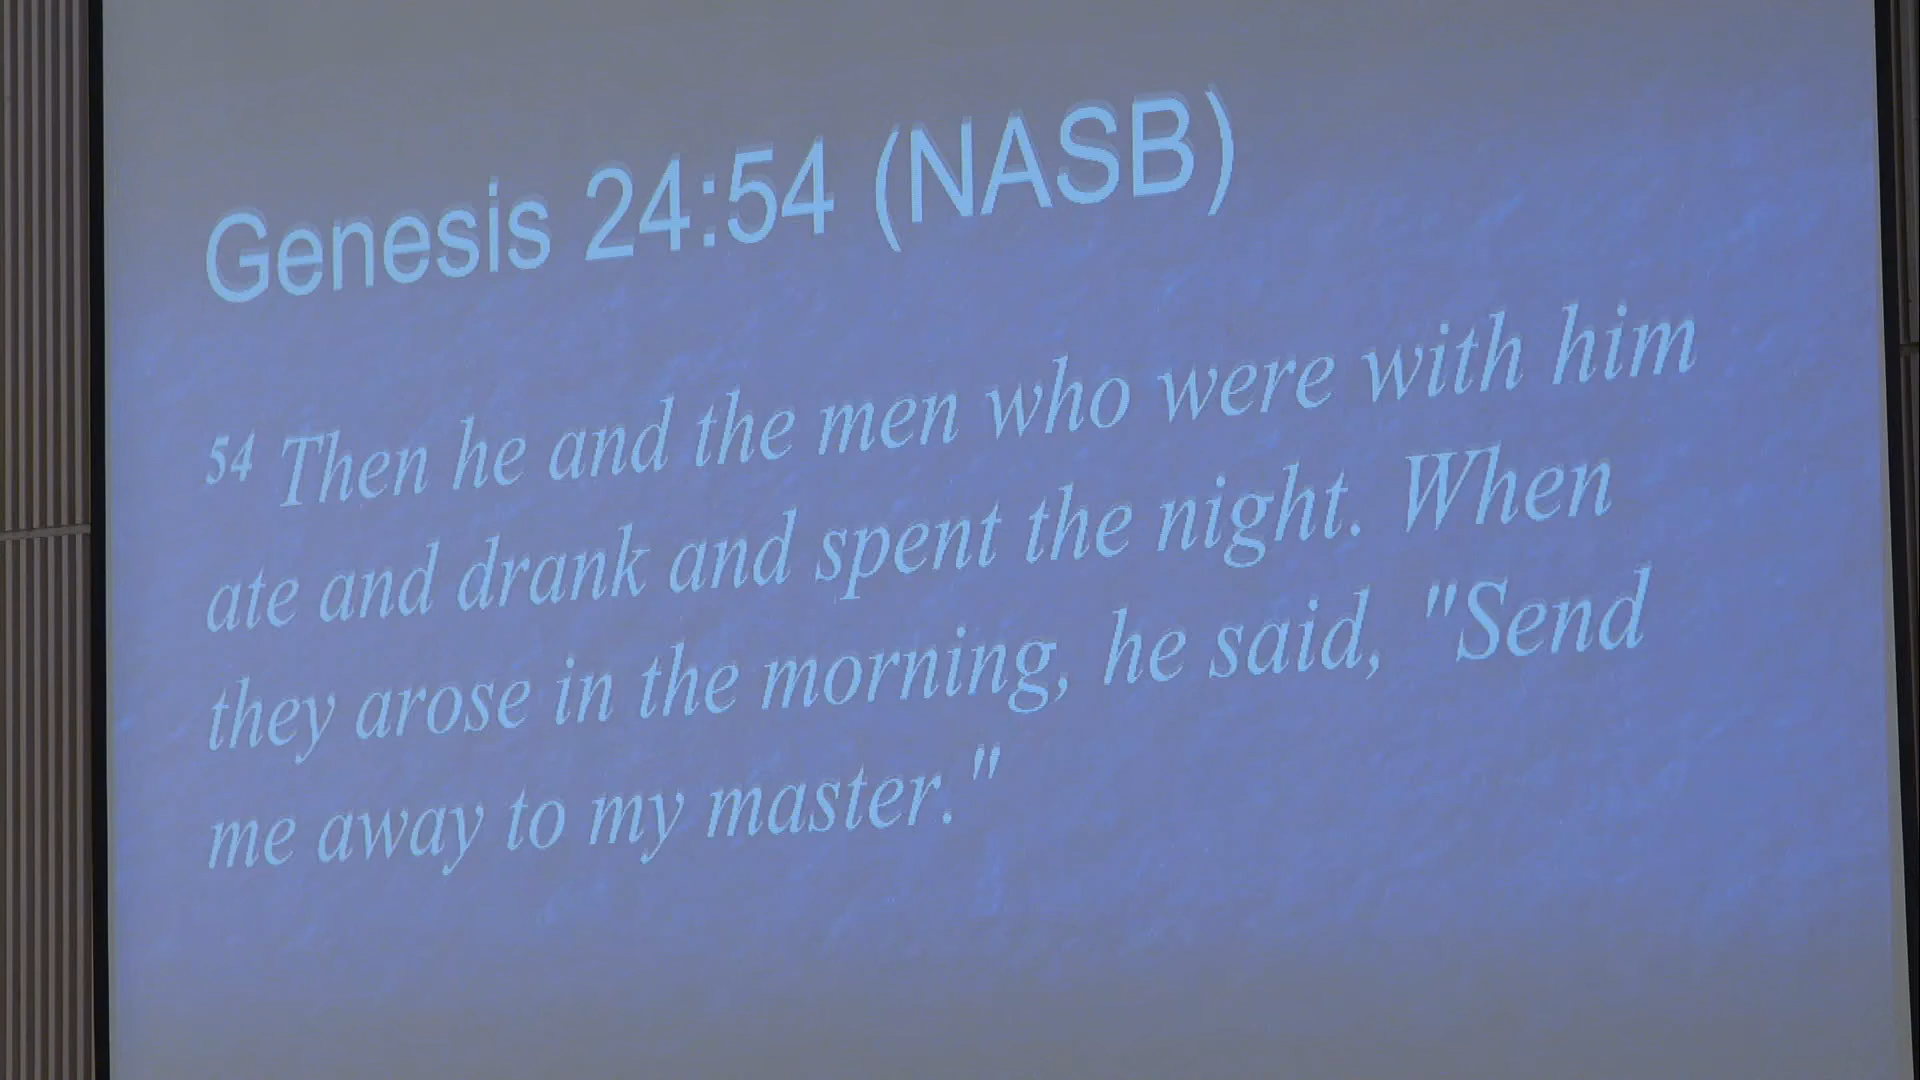 Genesis 24:54 (NASB)
54 Then he and the men who were with him
ate and drank and spent the night. When
they arose in the morning, he said, "Send
me away to my master."